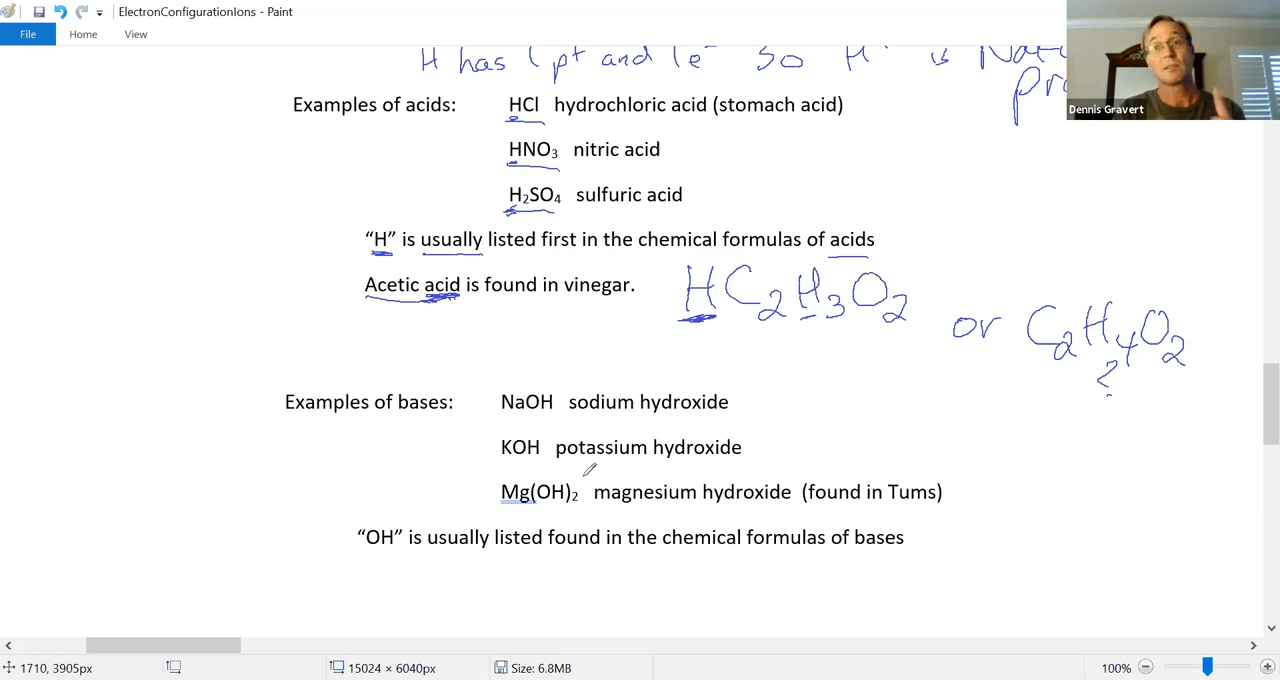 ElectronConfigurationIons - Paint
File Home View
H has 1 p+ and 1e- so H+ is
Dennis Gravert
Examples of acids: HCl hydrochloric acid (stomach acid)
HNO3 nitric acid
H2SO4 sulfuric acid
“H” is usually listed first in the chemical formulas of acids
Acetic acid is found in vinegar. HC2H3O2
or C2H4O2
?
Examples of bases: NaOH sodium hydroxide
KOH potassium hydroxide
Mg(OH)2 magnesium hydroxide (found in Tums)
“OH” is usually listed found in the chemical formulas of bases
1710, 3905px 15024 × 6040px Size: 6.8MB 100%